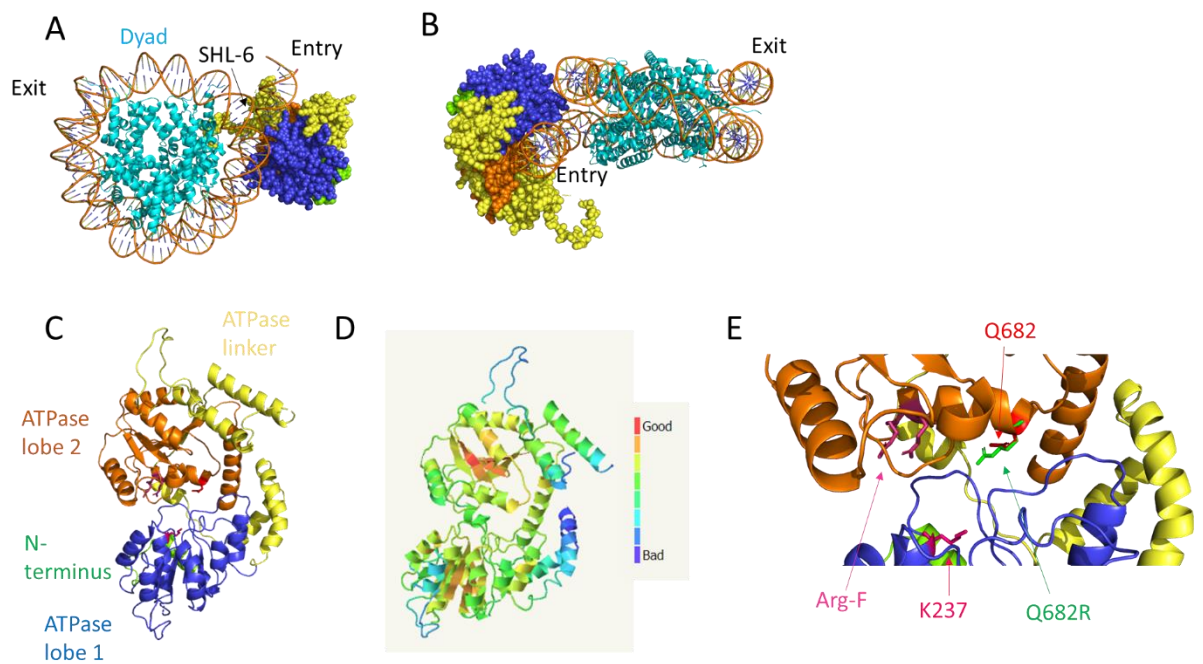 A
Dyad
SHL-6
Entry
Exit
B
Exit
Entry
C
ATPase
linker
ATPase
lobe 2
N-
terminus
ATPase
lobe 1
D
Good
Bad
E
Q682
Arg-F
K237
Q682R